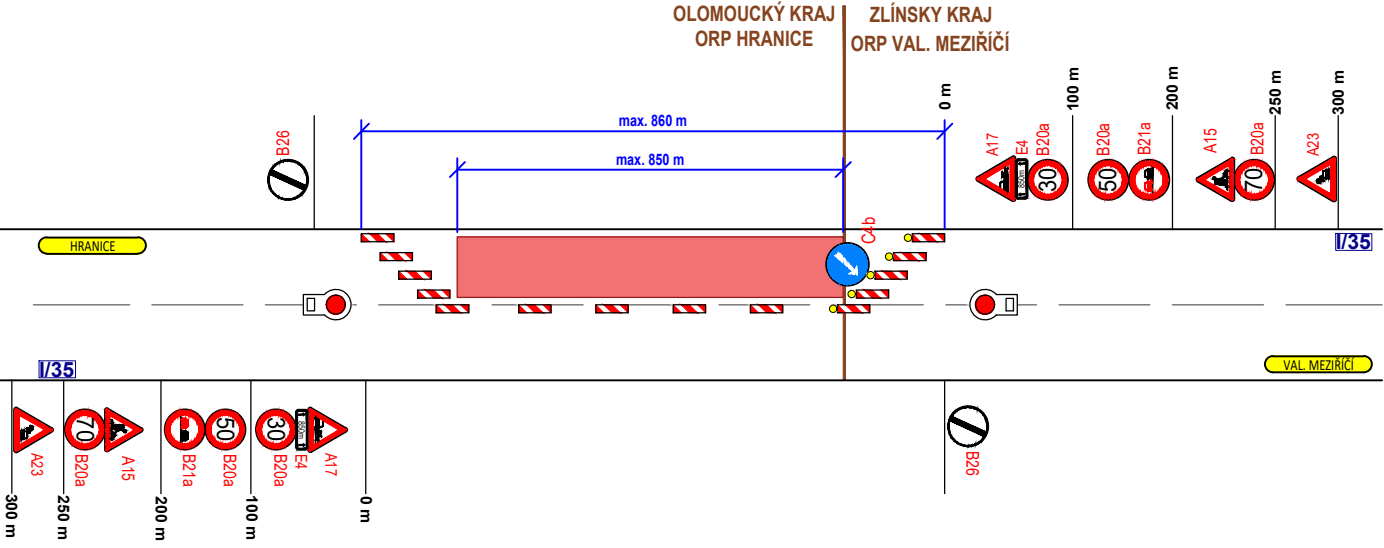 OLOMOUCKÝ KRAJ
ORP HRANICE
ZLÍNSKY KRAJ
ORP VAL. MEZIŘÍČÍ
max. 860 m
max. 850 m
0 m
100 m
200 m
250 m
300 m
B26
A17
E4
B20a
B20a
B21a
A15
B20a
A23
850m
30
50
70
C4b
HRANICE
I/35
I/35
VAL. MEZIŘÍČÍ
70
50
30
850m
A23
B20a
A15
B21a
B20a
B20a
E4
A17
B26
300 m
250 m
200 m
100 m
0 m